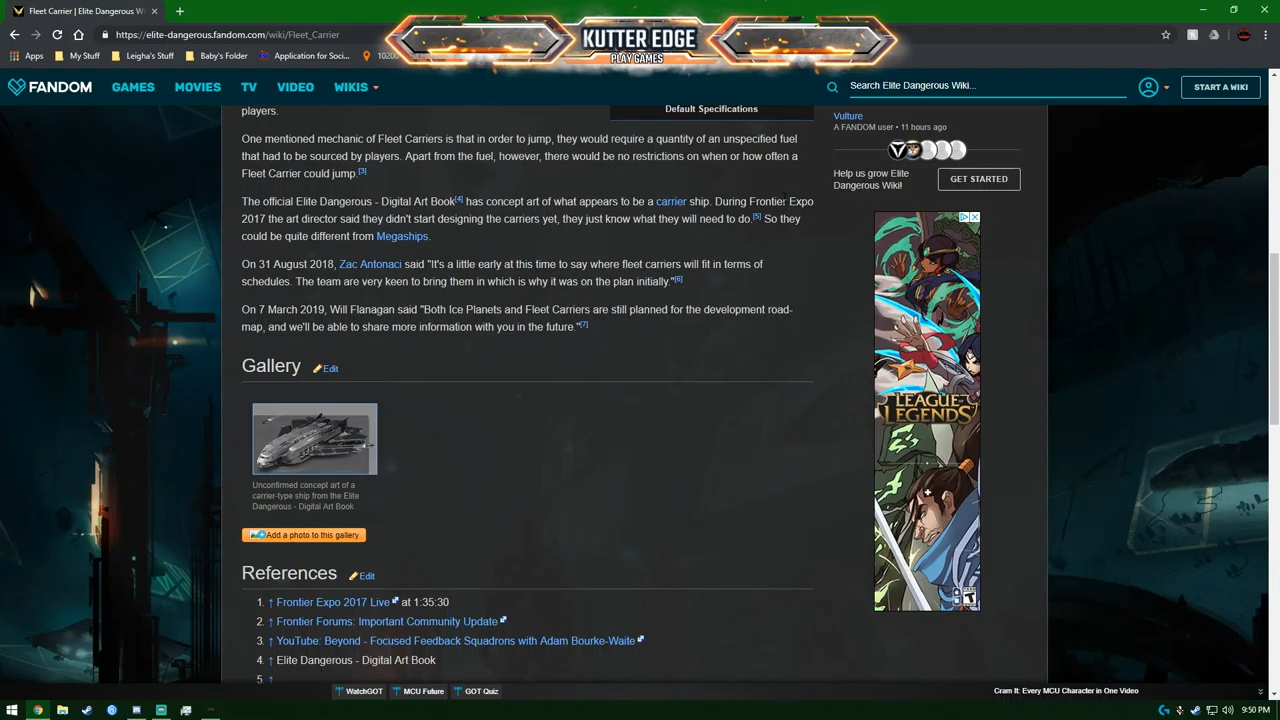 Fleet Carrier | Elite Dangerous Wi
https://elite-dangerous.fandom.com/wiki/Fleet_Carrier
KUTTER EDGE
PLAY GAMES
Apps
T Stuff
Leigh's Stuff
Baby's Folder
Application for Soci...
10200
FANDOM
GAMES
MOVIES
TV
VIDEO
WIKIS
Search Elite Dangerous Wiki...
START A WIKI
players.
Default Specifications
One mentioned mechanic of Fleet Carriers is that in order to jump, they would require a quantity of an unspecified fuel
that had to be sourced by players. Apart from the fuel, however, there would be no restrictions on when or how often a
Fleet Carrier could jump.[3]
The official Elite Dangerous - Digital Art Book[4] has concept art of what appears to be a carrier ship. During Frontier Expo
2017 the art director said they didn't start designing the carriers yet, they just know what they will need to do.[5] So they
could be quite different from Megaships.
On 31 August 2018, Zac Antonaci said "It's a little early at this time to say where fleet carriers will fit in terms of
schedules. The team are very keen to bring them in which is why it was on the plan initially."[6]
On 7 March 2019, Will Flanagan said "Both Ice Planets and Fleet Carriers are still planned for the development road-
map, and we'll be able to share more information with you in the future."[7]
Gallery
Edit
Unconfirmed concept art of a
carrier-type ship from the Elite
Dangerous - Digital Art Book
Add a photo to this gallery
References
Edit
1. ↑ Frontier Expo 2017 Live at 1:35:30
2. ↑ Frontier Forums: Important Community Update
3. ↑ YouTube: Beyond - Focused Feedback Squadrons with Adam Bourke-Waite
4. ↑ Elite Dangerous - Digital Art Book
5. ↑
Vulture
A FANDOM user • 11 hours ago
Help us grow Elite
Dangerous Wiki!
GET STARTED
LEAGUE OF
LEGENDS
T
WatchGOT
MCU Future
GOT Quiz
Cram It: Every MCU Character in One Video
9:50 PM